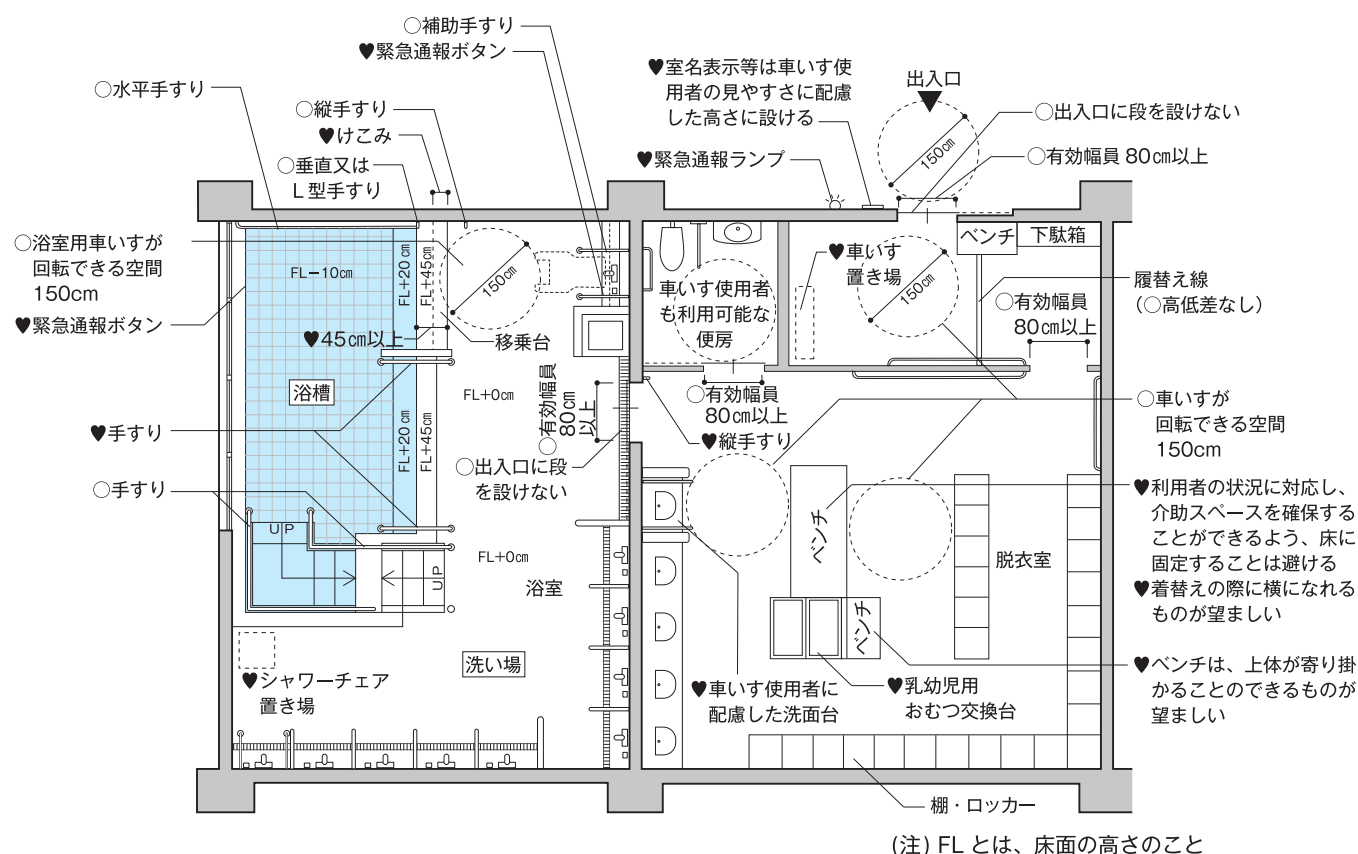 ○補助手すり
♥緊急通報ボタン
○水平手すり
○縦手すり
♥けこみ
○垂直又は
L型手すり
♥室名表示等は車いす使
用者の見やすさに配慮
した高さに設ける
♥緊急通報ランプ
出入口
150㎝
○出入口に段を設けない
○有効幅員 80㎝以上
○浴室用車いすが
回転できる空間
150cm
♥緊急通報ボタン
FL−10㎝
FL+20㎝
FL+45㎝
150㎝
♥45㎝以上
移乗台
車いす使用者
も利用可能な
便房
♥車いす
置き場
150㎝
ベンチ
下駄箱
履替え線
(○高低差なし)
○有効幅員
80㎝以上
浴槽
FL+0㎝
○有効幅員
80㎝
以上
○有効幅員
80㎝以上
♥縦手すり
○車いすが
回転できる空間
150cm
♥手すり
FL+20㎝
FL+45㎝
○出入口に段
を設けない
○手すり
UP
UP
FL+0㎝
浴室
ベンチ
脱衣室
♥利用者の状況に対応し、
介助スペースを確保する
ことができるよう、床に
固定することは避ける
♥着替えの際に横になれる
ものが望ましい
ベンチ
洗い場
♥シャワーチェア
置き場
♥車いす使用者に
配慮した洗面台
♥乳幼児用
おむつ交換台
♥ベンチは、上体が寄り掛
かることのできるものが
望ましい
棚・ロッカー
(注) FL とは、床面の高さのこと